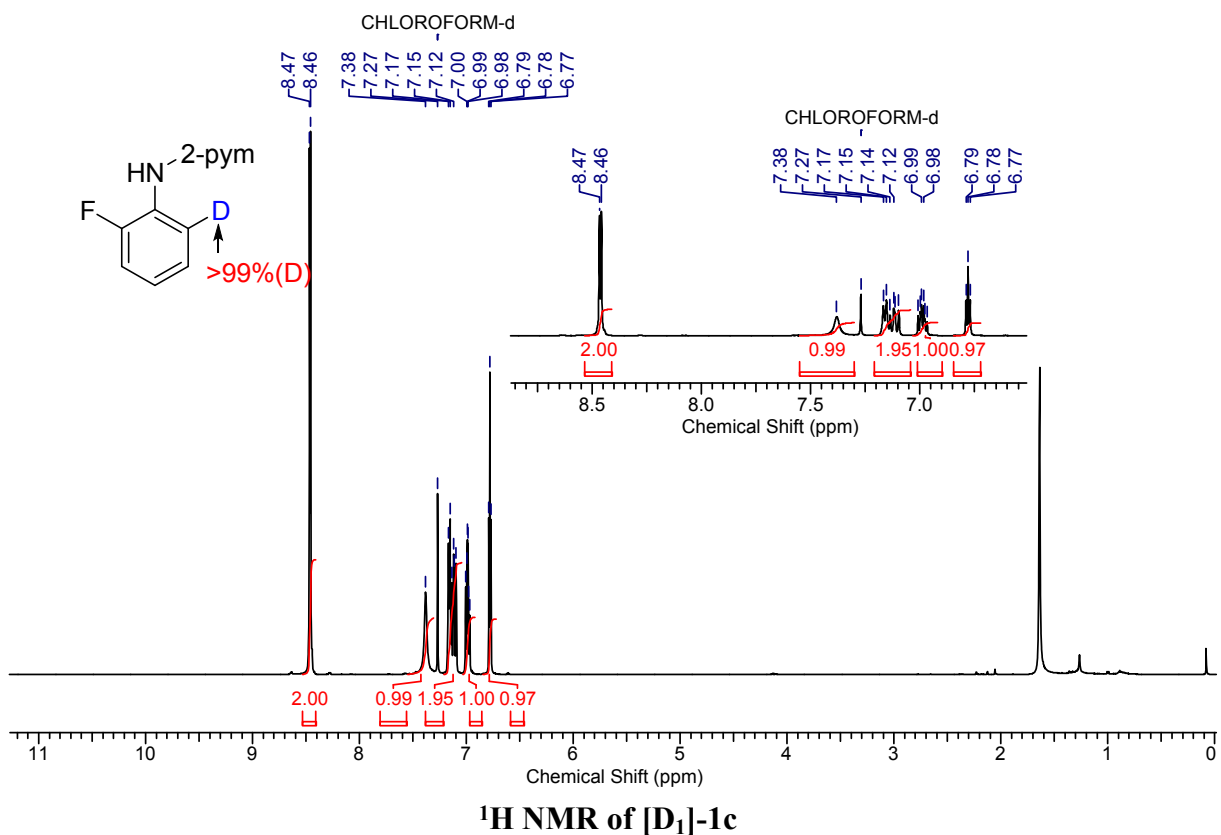 CHLOROFORM-d
8.47 8.46 7.38 7.27 7.17 7.15 7.12 7.00 6.99 6.98 6.79 6.78 6.77
CHLOROFORM-d
8.47 8.46 7.38 7.27 7.17 7.15 7.14 7.12 6.99 6.98 6.79 6.78 6.77
2-pym
HN
F
D
>99%(D)
2.00 0.99 1.95 1.00 0.97
8.5 8.0 7.5 7.0
Chemical Shift (ppm)
2.00 0.99 1.95 1.00 0.97
11 10 9 8 7 6 5 4 3 2 1 0
Chemical Shift (ppm)
¹H NMR of [D₁]-1c